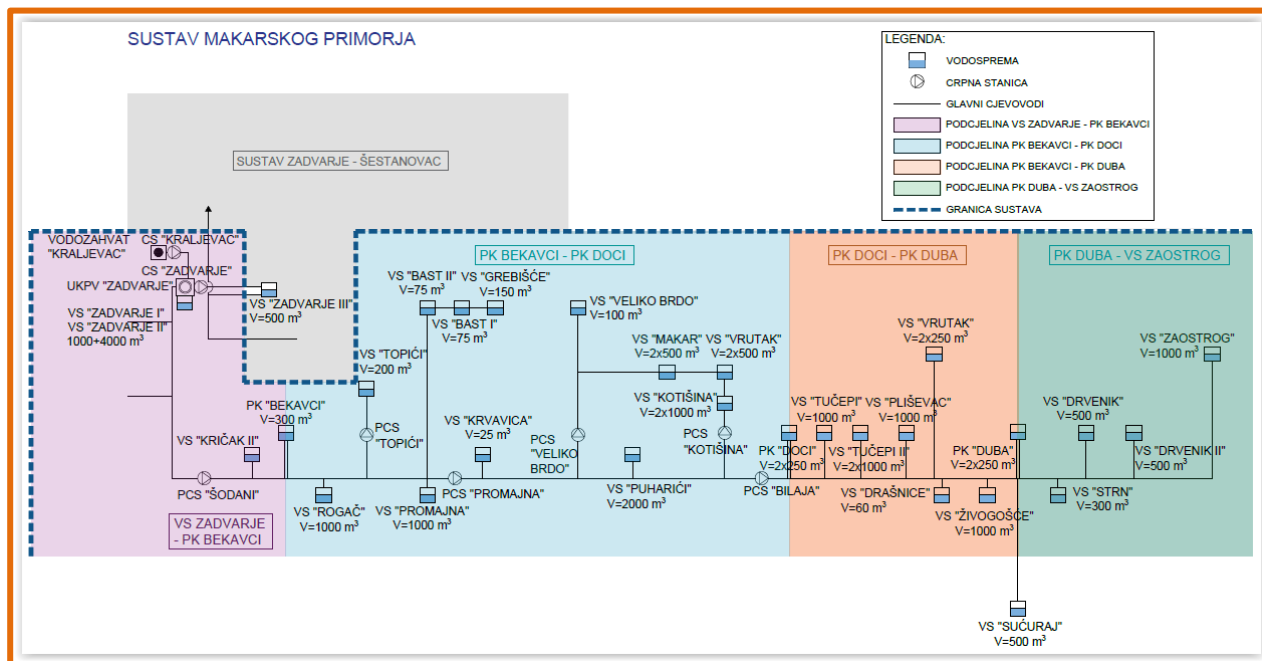 SUSTAV MAKARSKOG PRIMORJA
LEGENDA:
VODOSPREMA
CRPNA STANICA
GLAVNI CJEVOVODI
PODCJELINA VS ZADVARJE - PK BEKAVCI
PODCJELINA PK BEKAVCI - PK DOCI
PODCJELINA PK BEKAVCI - PK DUBA
PODCJELINA PK DUBA - VS ZAOSTROG
GRANICA SUSTAVA
SUSTAV ZADVARJE - ŠESTANOVAC
VODOZAHVAT
"KRALJEVAC"
CS "KRALJEVAC"
CS "ZADVARJE"
UKPV "ZADVARJE"
VS "ZADVARJE I"
VS "ZADVARJE II"
1000+4000 m³
VS "ZADVARJE III"
V=500 m³
VS "KRIČAK II"
PCS "ŠODANI"
VS ZADVARJE
- PK BEKAVCI
PK "BEKAVCI"
V=300 m³
PK BEKAVCI - PK DOCI
VS "ROGAČ"
V=1000 m³
VS "TOPIĆI"
V=200 m³
PCS
"TOPIĆI"
VS "BAST II"
V=75 m³
VS "GREBIŠĆE"
V=150 m³
VS "BAST I"
V=75 m³
VS "KRVAVICA"
V=25 m³
PCS "PROMAJNA"
VS "PROMAJNA"
V=1000 m³
VS "VELIKO BRDO"
V=100 m³
PCS
"VELIKO
BRDO"
VS "MAKAR"
V=2x500 m³
VS "VRUTAK"
V=2x500 m³
VS "KOTIŠINA"
V=2x1000 m³
PCS
"KOTIŠINA"
VS "PUHARIĆI"
V=2000 m³
PCS "BILAJA"
PK DOCI - PK DUBA
PK "DOCI"
V=2x250 m³
VS "TUČEPI"
V=1000 m³
VS "TUČEPI II"
V=2x1000 m³
VS "PLIŠEVAC"
V=1000 m³
VS "VRUTAK"
V=2x250 m³
VS "DRAŠNICE"
V=60 m³
VS "ŽIVOGOŠĆE"
V=1000 m³
PK "DUBA"
V=2x250 m³
PK DUBA - VS ZAOSTROG
VS "DRVENIK"
V=500 m³
VS "DRVENIK II"
V=500 m³
VS "STRN"
V=300 m³
VS "ZAOSTROG"
V=1000 m³
VS "SUĆURAJ"
V=500 m³